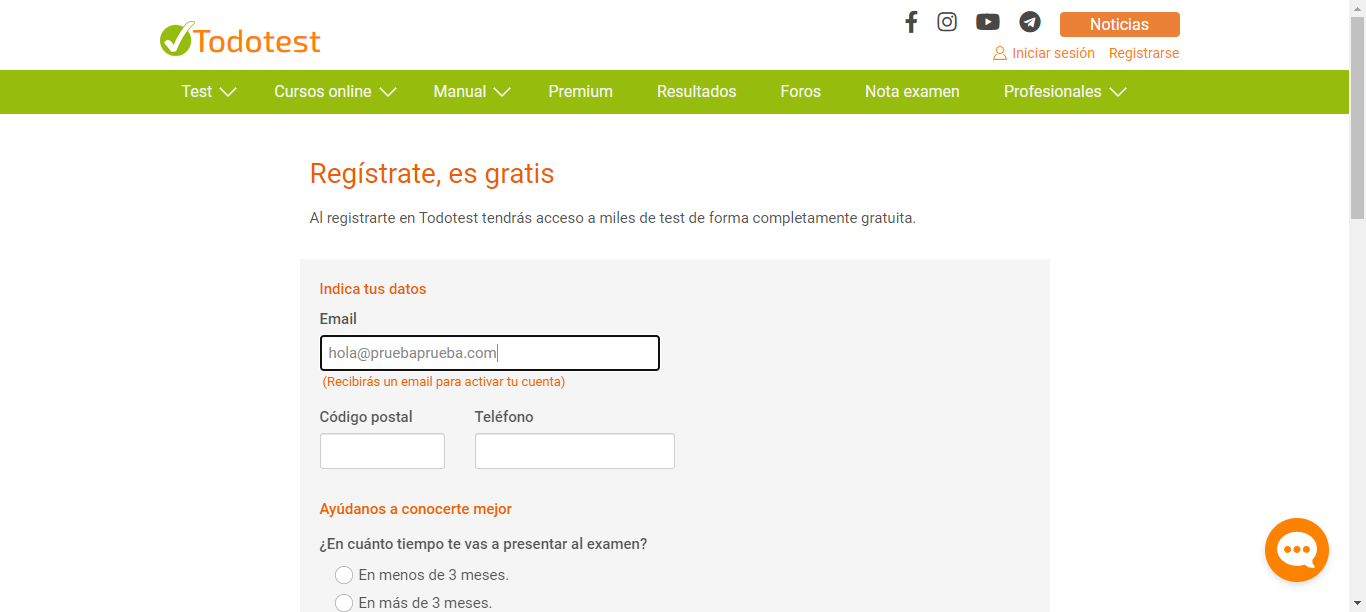 Todotest
Noticias
Iniciar sesión Registrarse
Test Cursos online Manual Premium Resultados Foros Nota examen Profesionales
Regístrate, es gratis
Al registrarte en Todotest tendrás acceso a miles de test de forma completamente gratuita.
Indica tus datos
Email
hola@pruebaprueba.com
(Recibirás un email para activar tu cuenta)
Código postal Teléfono
Ayúdanos a conocerte mejor
¿En cuánto tiempo te vas a presentar al examen?
En menos de 3 meses.
En más de 3 meses.